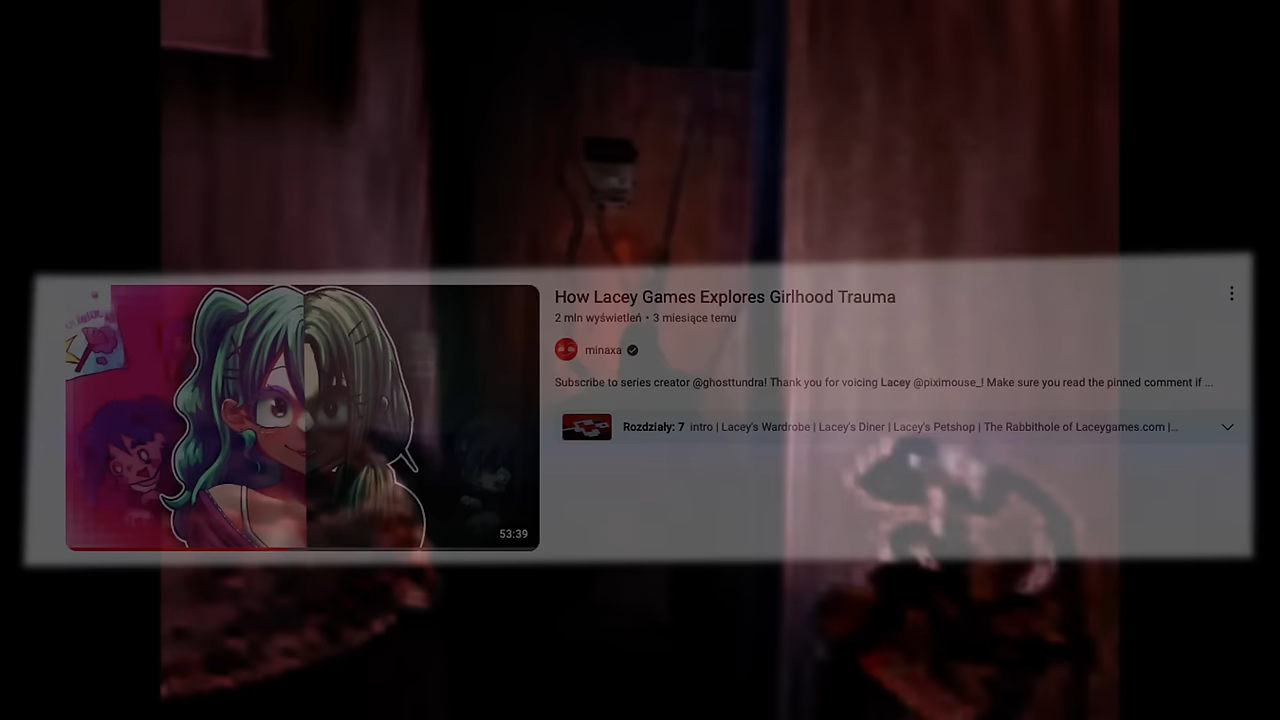 How Lacey Games Explores Girlhood Trauma
2 mln wyświetleń • 3 miesiące temu
minaxa
Subscribe to series creator @ghosttundra! Thank you for voicing Lacey @piximouse_! Make sure you read the pinned comment if ...
Rozdziały: 7 intro | Lacey's Wardrobe | Lacey's Diner | Lacey's Petshop | The Rabbithole of Laceygames.com |...
53:39